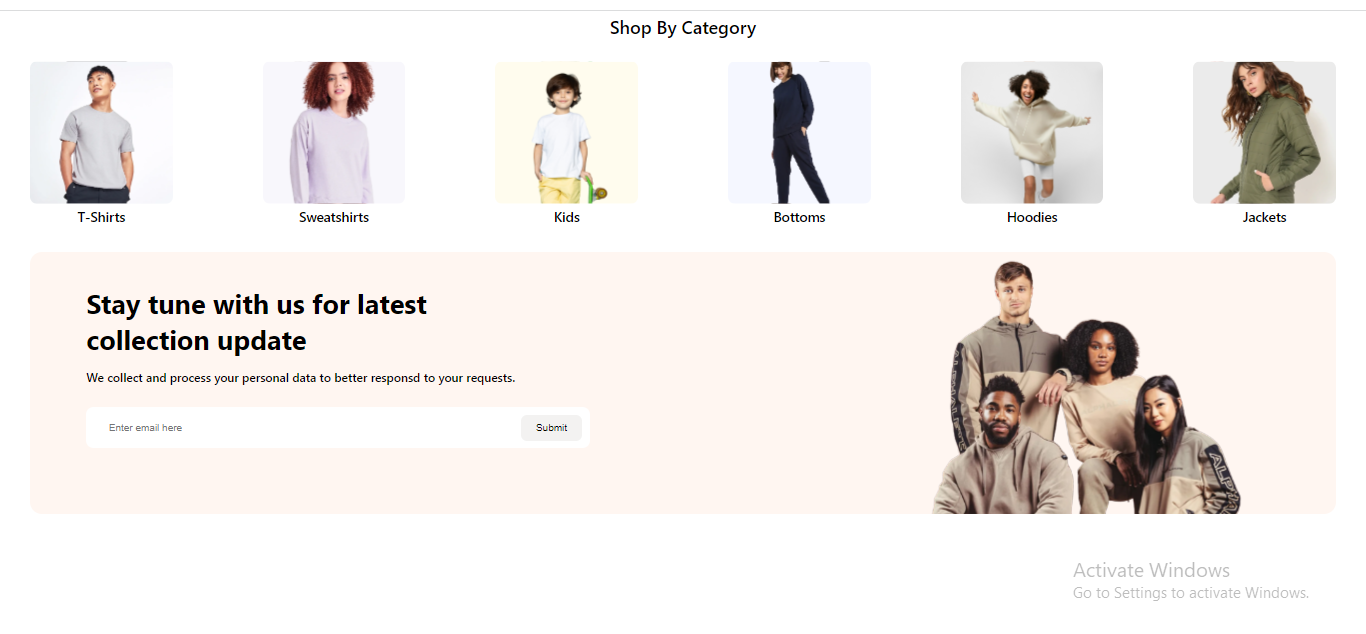 Shop By Category
T-Shirts
Sweatshirts
Kids
Bottoms
Hoodies
Jackets
Stay tune with us for latest
collection update
We collect and process your personal data to better responsd to your requests.
Enter email here
Submit
Activate Windows
Go to Settings to activate Windows.